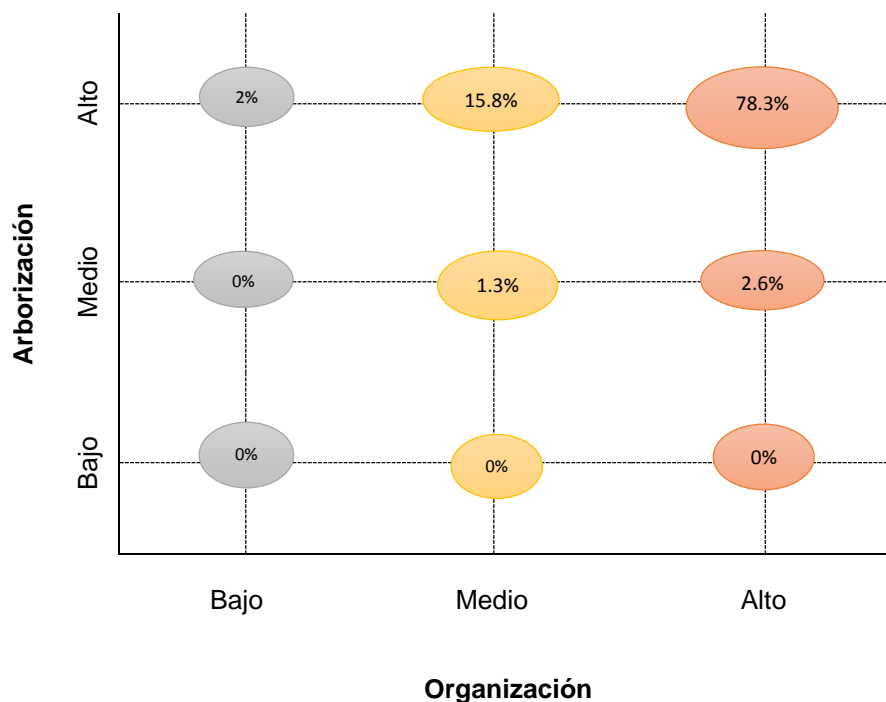 Arborización
Alto
2%
15.8%
78.3%
Medio
0%
1.3%
2.6%
Bajo
0%
0%
0%
Bajo
Medio
Alto
Organización